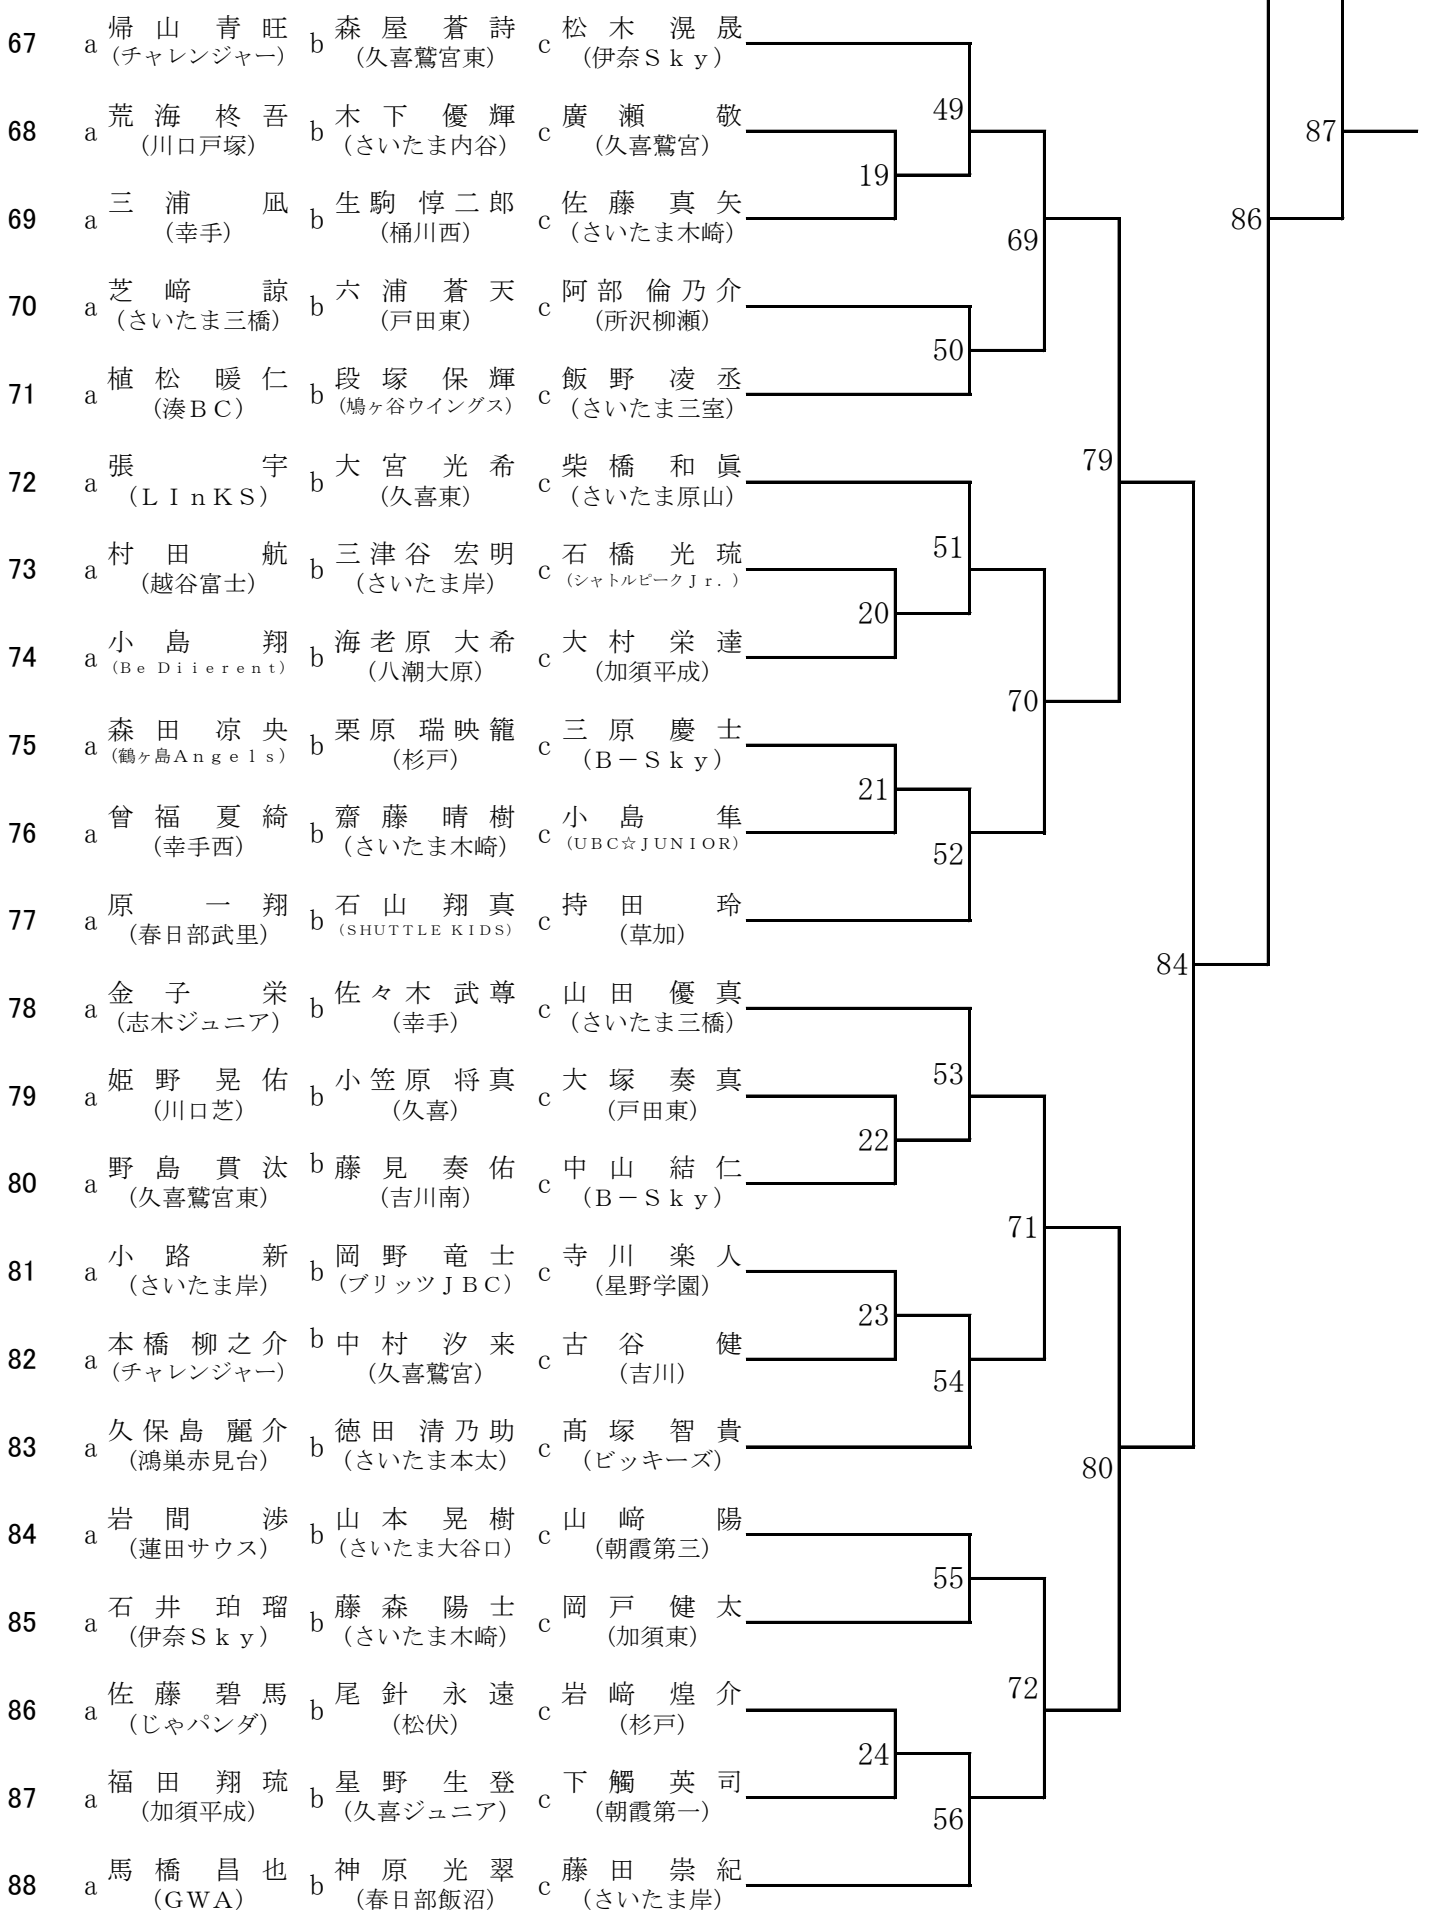 67 a 帰山 青旺 b 森屋 蒼詩 c 松木 滉晟
(チャレンジャー) (久喜鷲宮東) (伊奈Ｓｋｙ)
49
68 a 荒海 柊吾 b 木下 優輝 c 廣瀬 敬
87
(川口戸塚) (さいたま内谷) (久喜鷲宮)
19
69 a 三浦 凪 b 生駒 惇二郎 c 佐藤 真矢
86
(幸手) (桶川西) (さいたま木崎)
69
70 a 芝﨑 諒 b 六浦 蒼天 c 阿部 倫乃介
(さいたま三橋) (戸田東) (所沢柳瀬)
50
71 a 植松 暖仁 b 段塚 保輝 c 飯野 凌丞
(湊ＢＣ) (鳩ヶ谷ウイングス) (さいたま三室)
79
72 a 張 宇 b 大宮 光希 c 柴橋 和眞
(ＬＩｎＫＳ) (久喜東) (さいたま原山)
51
73 a 村田 航 b 三津谷 宏明 c 石橋 光琉
(越谷富士) (さいたま岸) (シャトルピークＪｒ．)
20
74 a 小島 翔 b 海老原 大希 c 大村 栄達
(Be Diierent) (八潮大原) (加須平成)
70
75 a 森田 凉央 b 栗原 瑞映籠 c 三原 慶士
(鶴ヶ島Ａｎｇｅｌｓ) (杉戸) (Ｂ－Ｓｋｙ)
21
76 a 曾福 夏綺 b 齋藤 晴樹 c 小島 隼
(幸手西) (さいたま木崎) (UBC☆JUNIOR)
52
77 a 原 一翔 b 石山 翔真 c 持田 玲
(春日部武里) (SHUTTLE KIDS) (草加)
84
78 a 金子 栄 b 佐々木 武尊 c 山田 優真
(志木ジュニア) (幸手) (さいたま三橋)
53
79 a 姫野 晃佑 b 小笠原 将真 c 大塚 奏真
(川口芝) (久喜) (戸田東)
22
80 a 野島 貫汰 b 藤見 奏佑 c 中山 結仁
(久喜鷲宮東) (吉川南) (Ｂ－Ｓｋｙ)
71
81 a 小路 新 b 岡野 竜士 c 寺川 楽人
(さいたま岸) (ブリッツＪＢＣ) (星野学園)
23
82 a 本橋 柳之介 b 中村 汐来 c 古谷 健
(チャレンジャー) (久喜鷲宮) (吉川)
54
83 a 久保島 麗介 b 徳田 清乃助 c 髙塚 智貴
(鴻巣赤見台) (さいたま本太) (ビッキーズ)
80
84 a 岩間 渉 b 山本 晃樹 c 山﨑 陽
(蓮田サウス) (さいたま大谷口) (朝霞第三)
55
85 a 石井 珀瑠 b 藤森 陽士 c 岡戸 健太
(伊奈Ｓｋｙ) (さいたま木崎) (加須東)
72
86 a 佐藤 碧馬 b 尾針 永遠 c 岩﨑 煌介
(じゃパンダ) (松伏) (杉戸)
24
87 a 福田 翔琉 b 星野 生登 c 下觸 英司
(加須平成) (久喜ジュニア) (朝霞第一)
56
88 a 馬橋 昌也 b 神原 光翠 c 藤田 崇紀
(ＧＷＡ) (春日部飯沼) (さいたま岸)